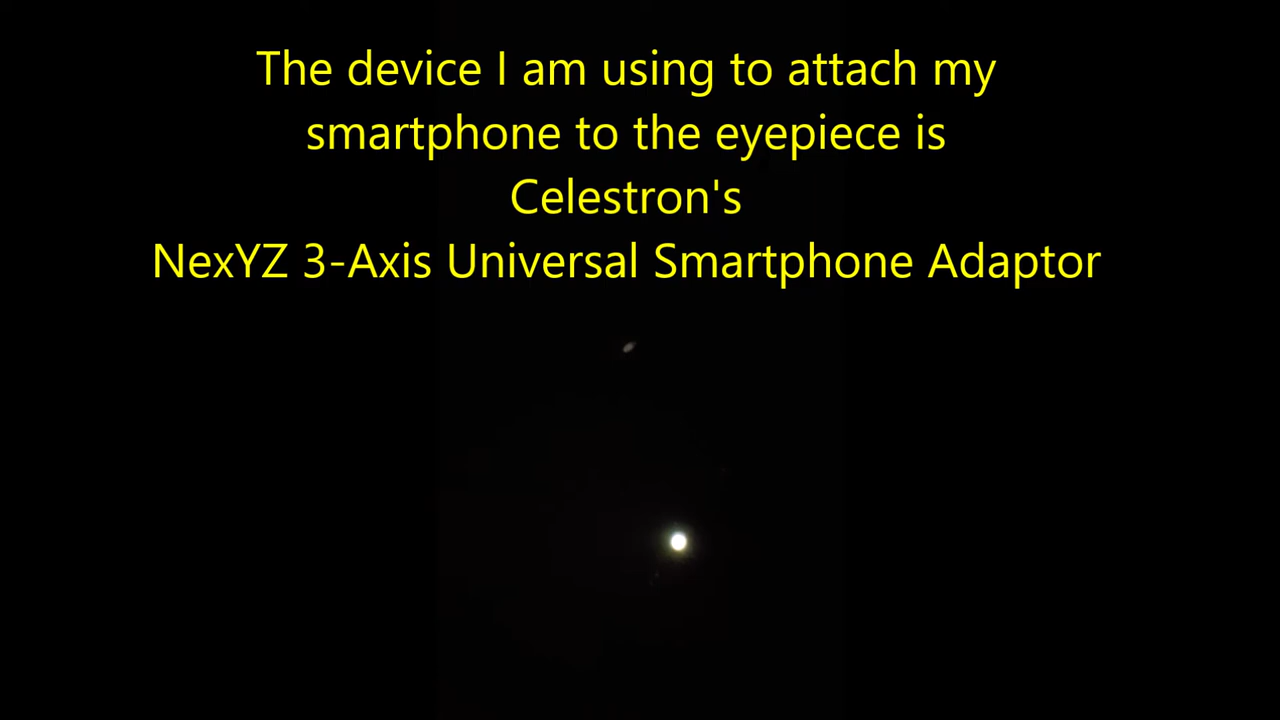 The device I am using to attach my
smartphone to the eyepiece is
Celestron's
NexYZ 3-Axis Universal Smartphone Adaptor